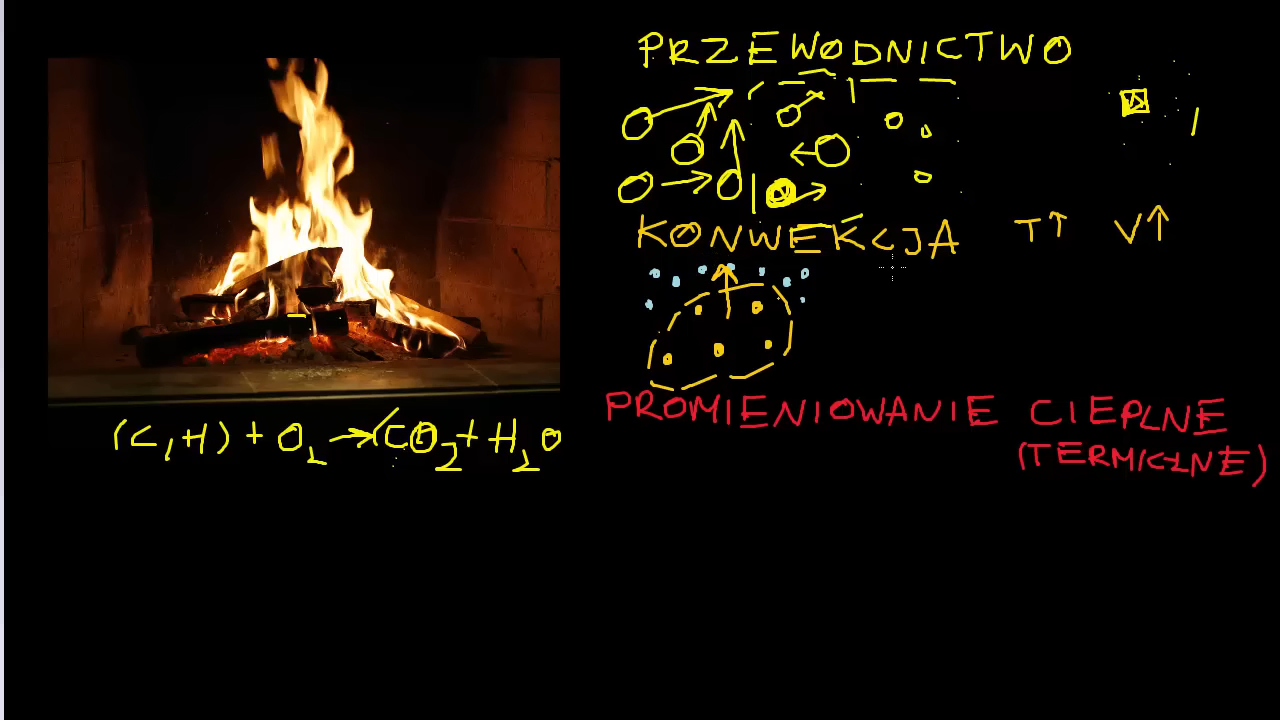 PRZEWODNICTWO
KONWEKCJA T↑ V↑
PROMIENIOWANIE CIEPLNE
(TERMICZNE)
(C,H) + O₂ → CO₂ + H₂O